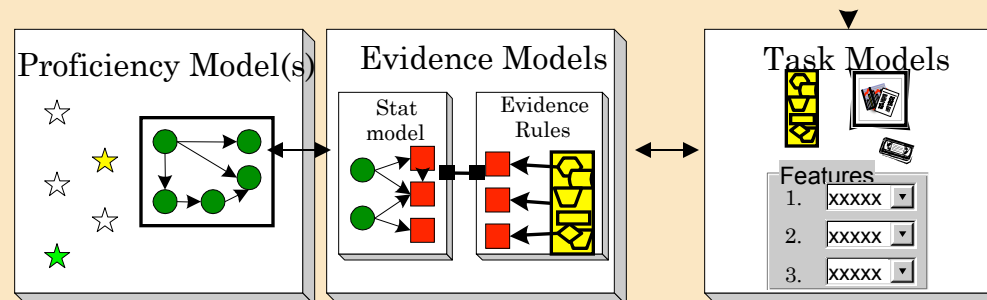 Proficiency Model(s)
Evidence Models
Stat
model
Evidence
Rules
Task Models
Features
1. xxxxx
2. xxxxx
3. xxxxx